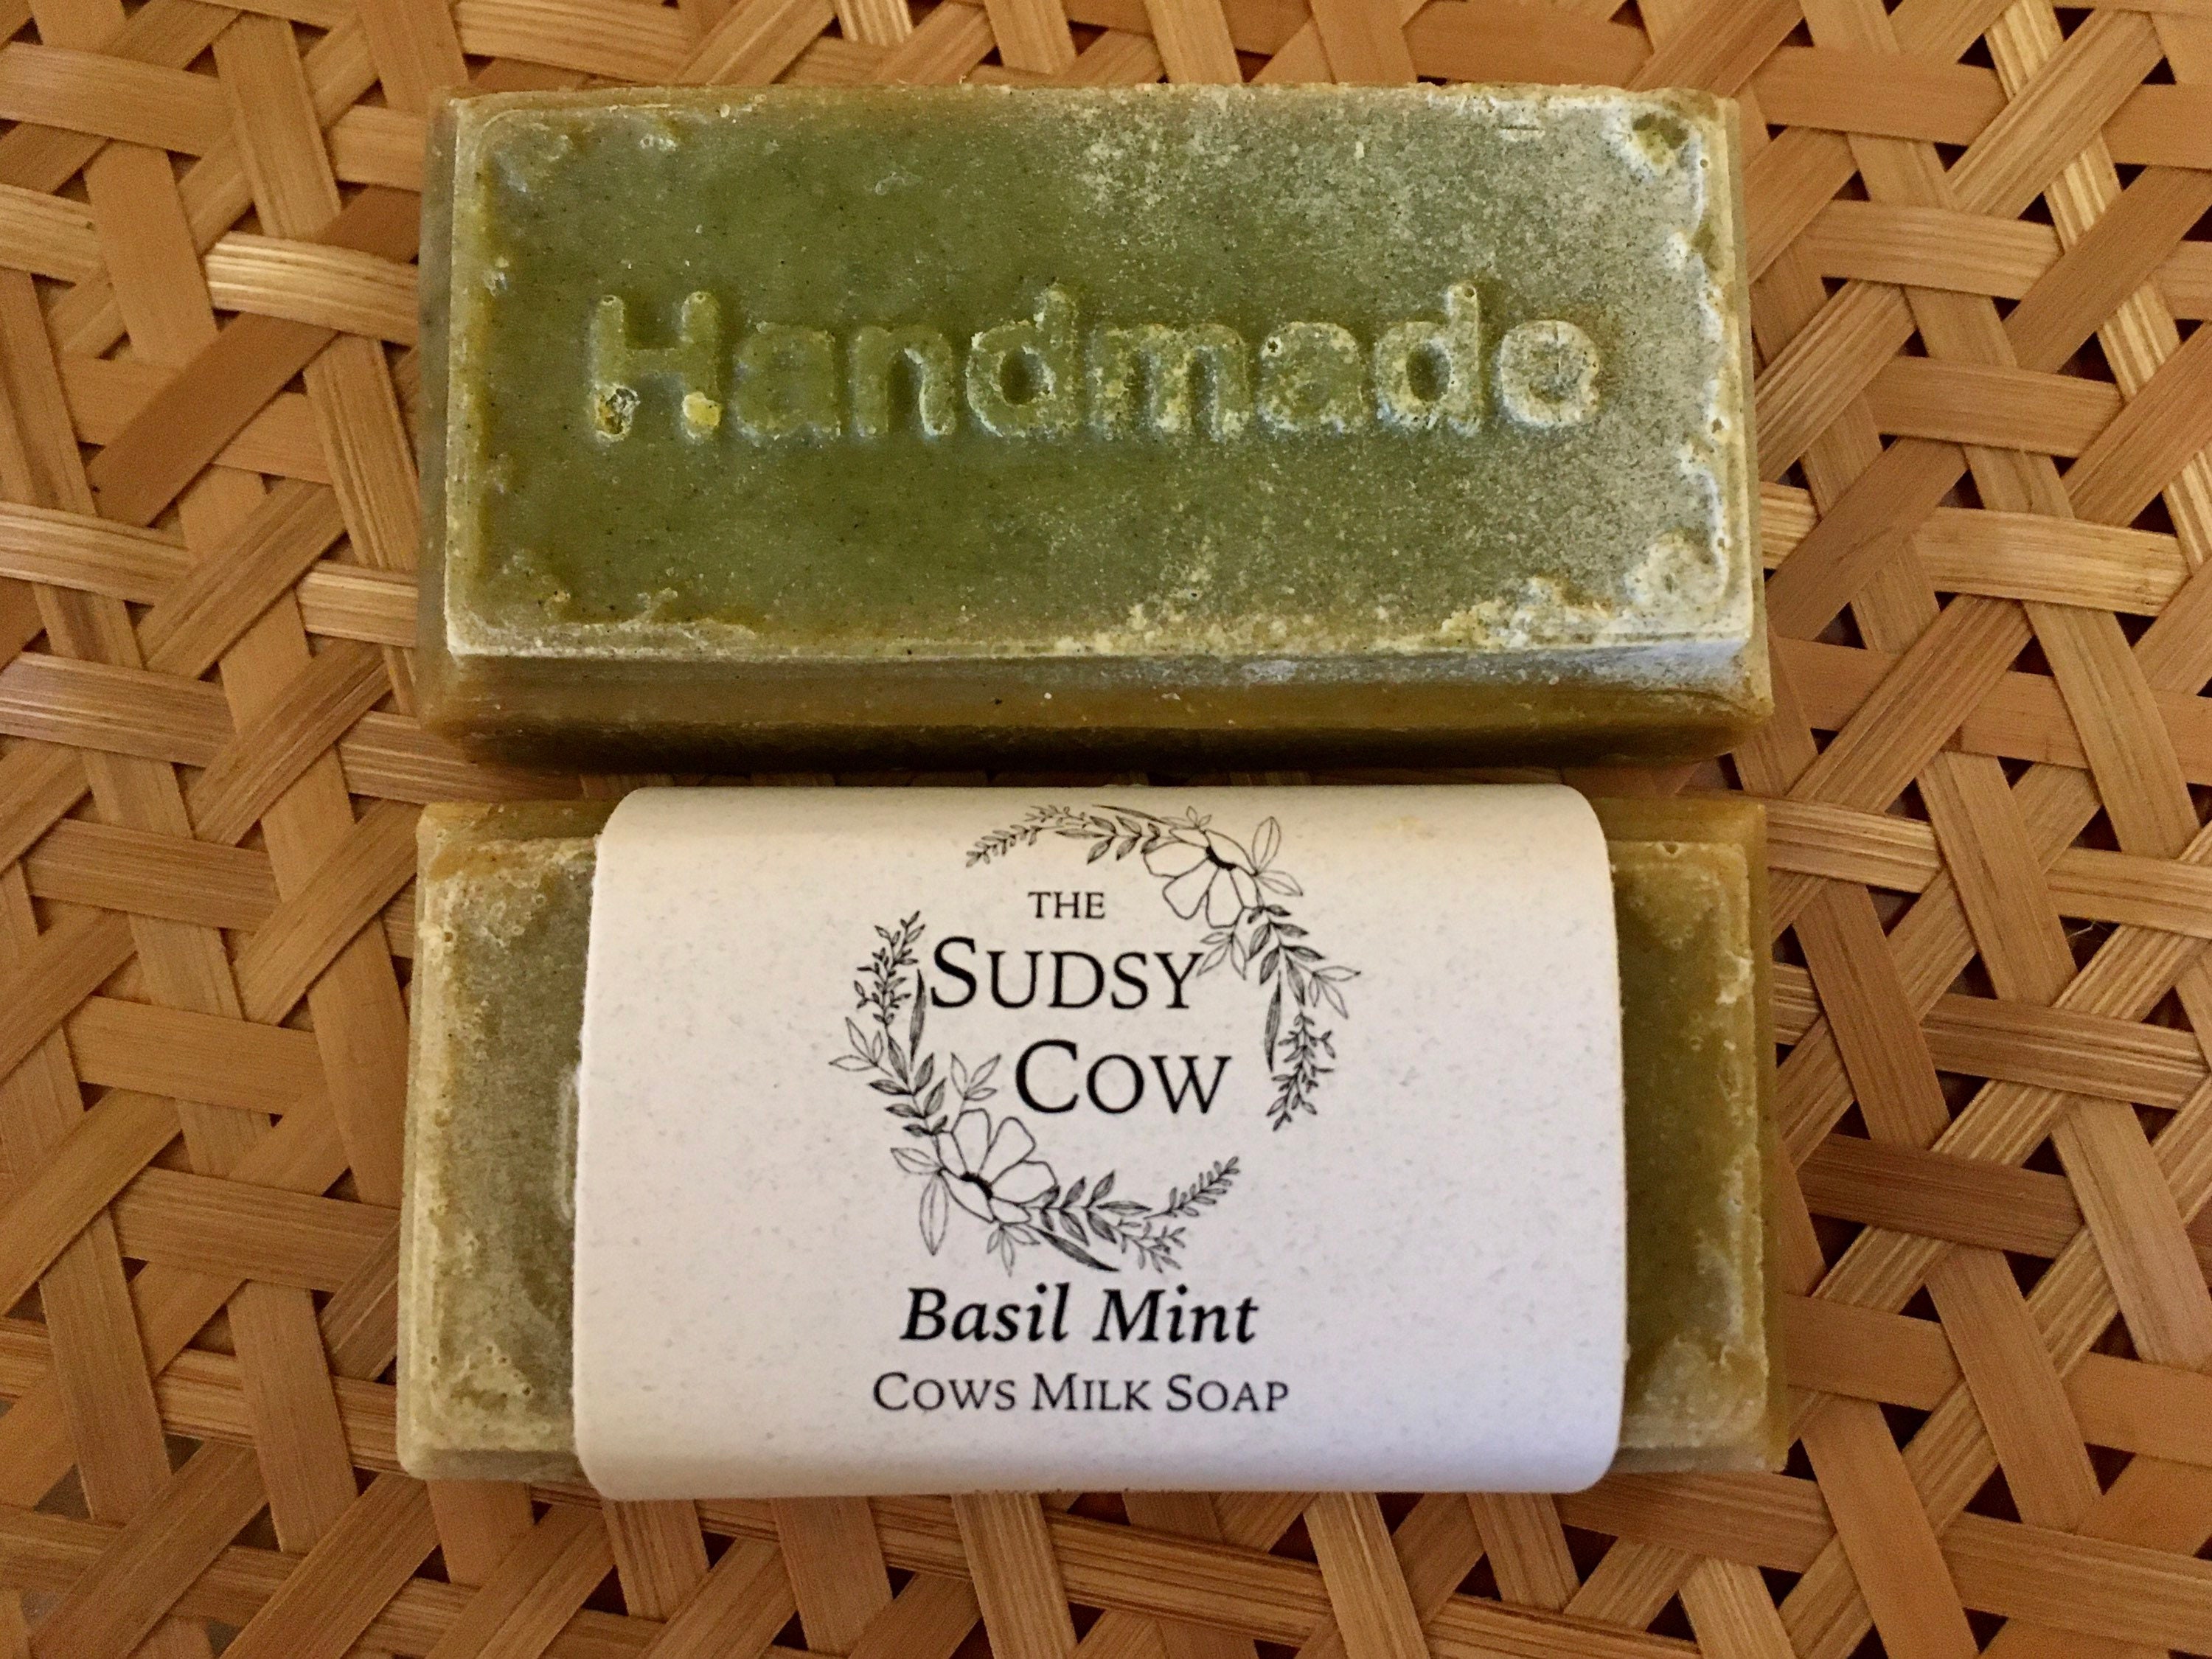 Handmade
THE
SUDSY
COW
Basil Mint
COWS MILK SOAP